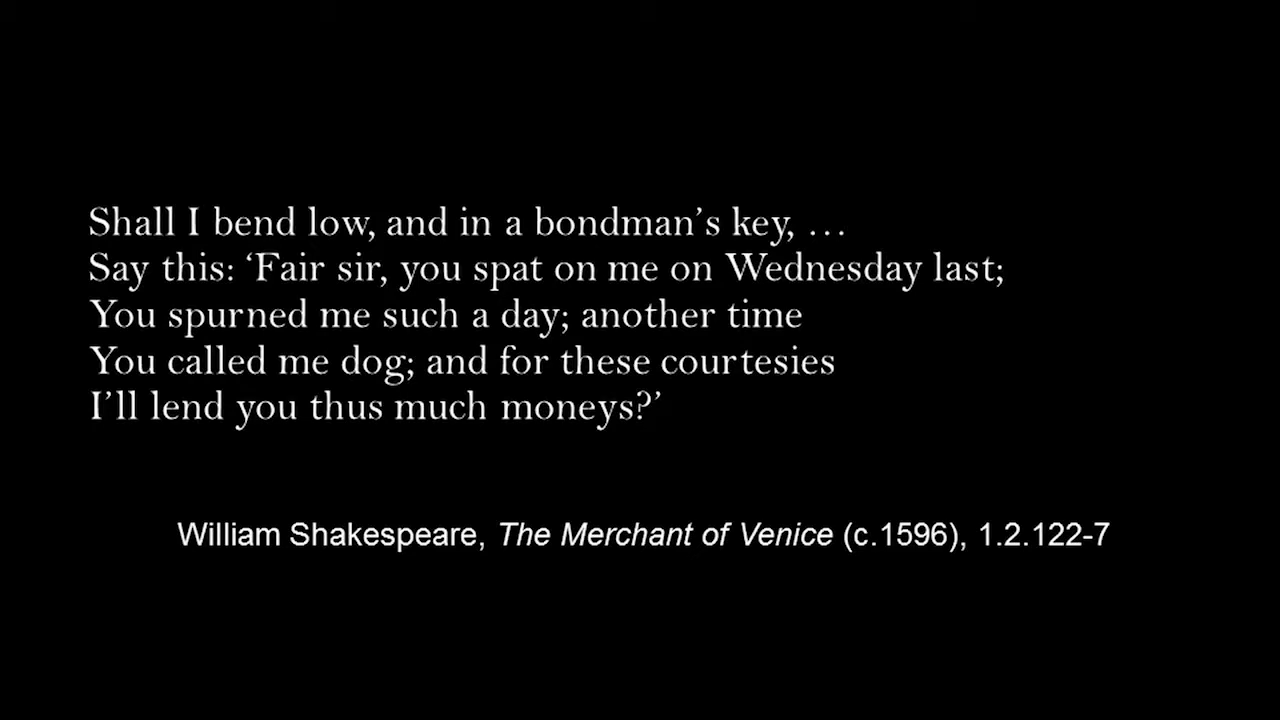 Shall I bend low, and in a bondman’s key, …
Say this: ‘Fair sir, you spat on me on Wednesday last;
You spurned me such a day; another time
You called me dog; and for these courtesies
I’ll lend you thus much moneys?’
William Shakespeare, The Merchant of Venice (c.1596), 1.2.122-7